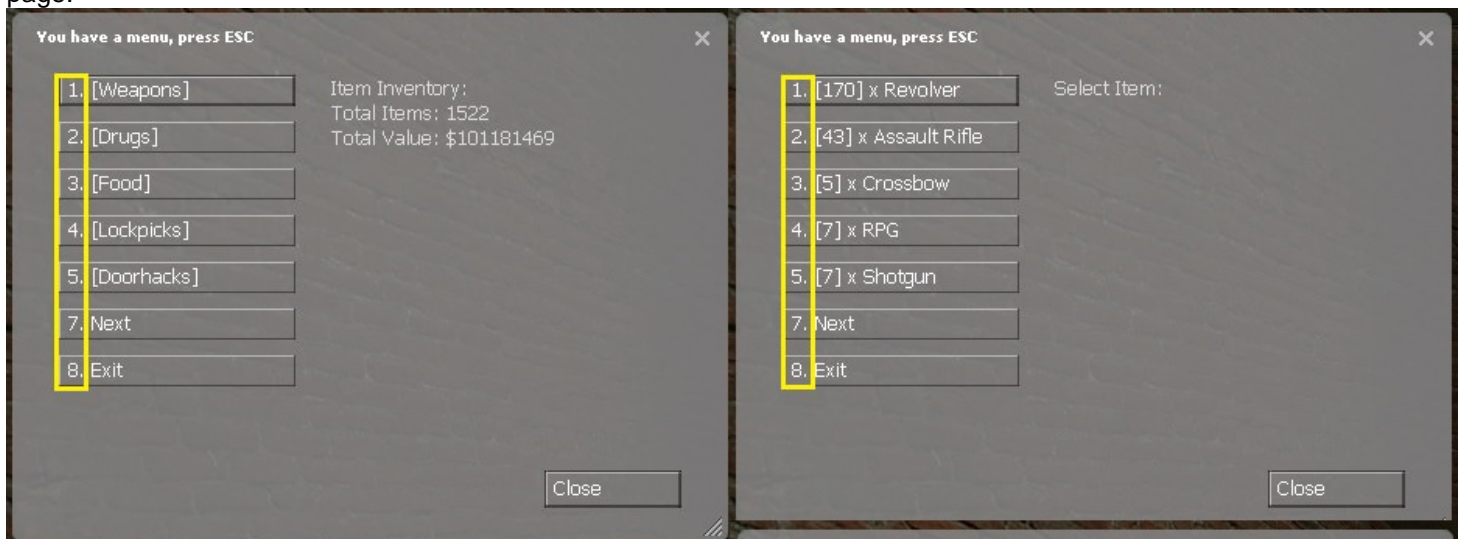 page.
You have a menu, press ESC
1. [Weapons]
2. [Drugs]
3. [Food]
4. [Lockpicks]
5. [Doorhacks]
7. Next
8. Exit
Item Inventory:
Total Items: 1522
Total Value: $101181469
Close
You have a menu, press ESC
1. [170] x Revolver
2. [43] x Assault Rifle
3. [5] x Crossbow
4. [7] x RPG
5. [7] x Shotgun
7. Next
8. Exit
Select Item:
Close